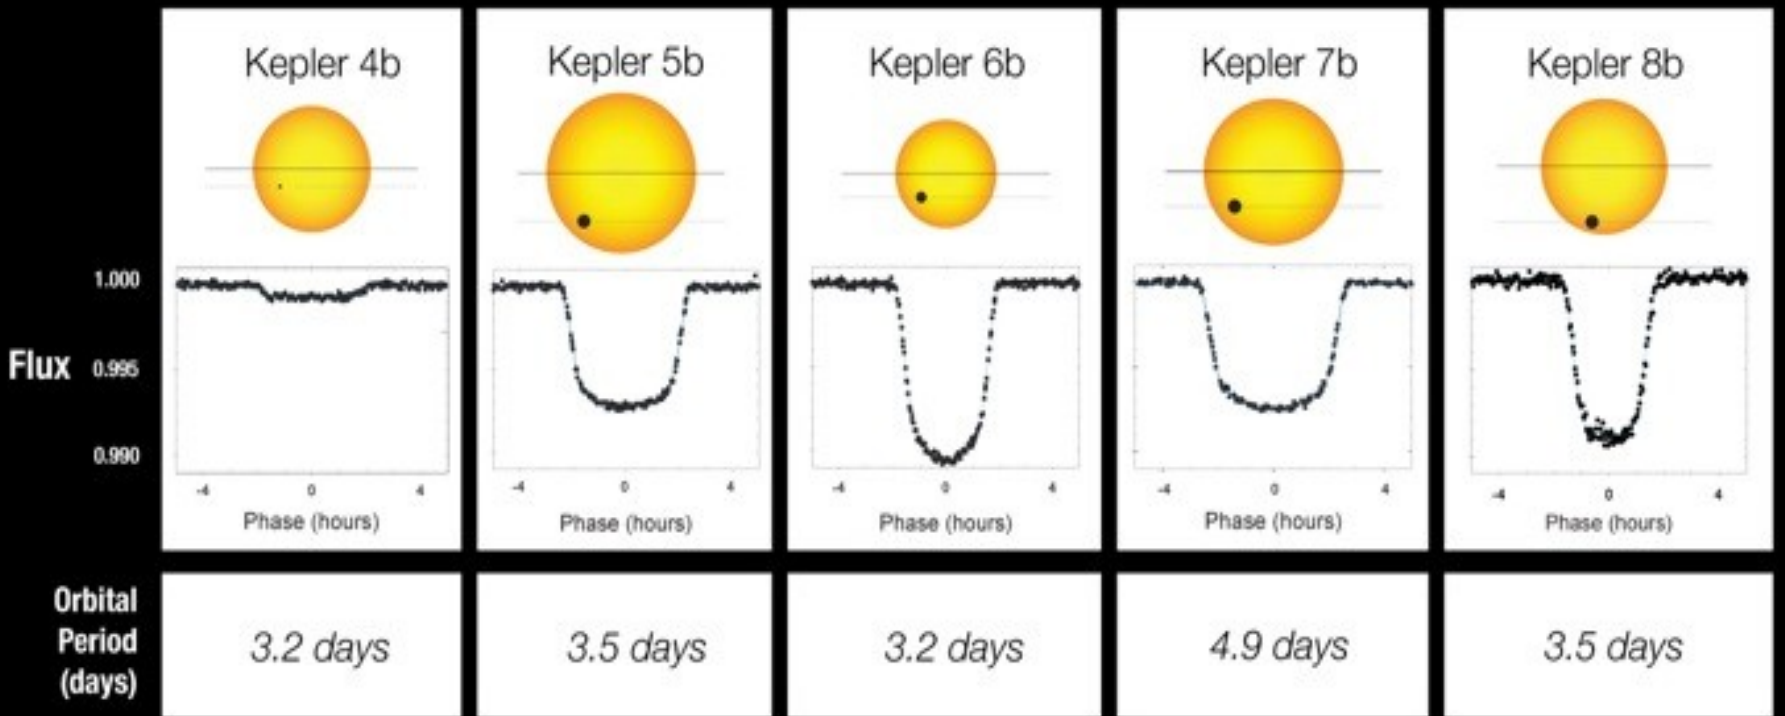 Kepler 4b
Kepler 5b
Kepler 6b
Kepler 7b
Kepler 8b
Flux
1.000
0.995
0.990
-4 0 4
Phase (hours)
-4 0 4
Phase (hours)
-4 0 4
Phase (hours)
-4 0 4
Phase (hours)
-4 0 4
Phase (hours)
Orbital
Period
(days)
3.2 days
3.5 days
3.2 days
4.9 days
3.5 days